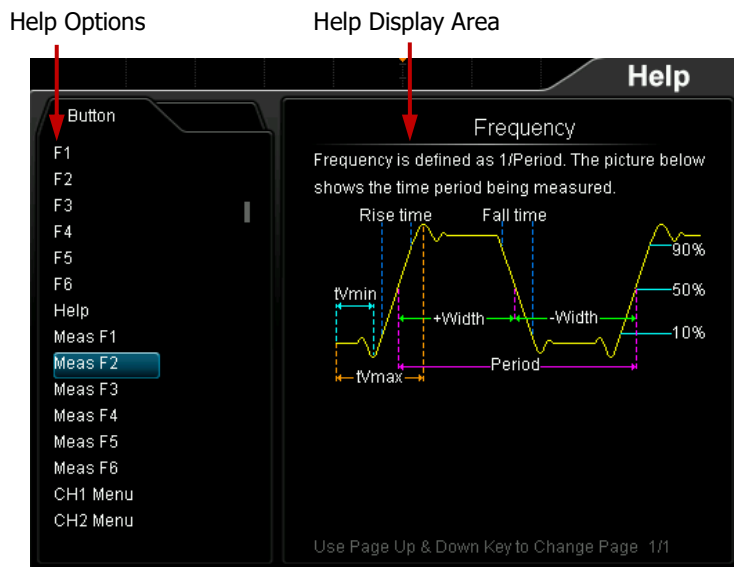 Help Options
Help Display Area
Help
Button
F1
F2
F3
F4
F5
F6
Help
Meas F1
Meas F2
Meas F3
Meas F4
Meas F5
Meas F6
CH1 Menu
CH2 Menu
Frequency
Frequency is defined as 1/Period. The picture below
shows the time period being measured.
Rise time Fall time
90%
tVmin
50%
+Width -Width
10%
Period
tVmax
Use Page Up & Down Key to Change Page 1/1